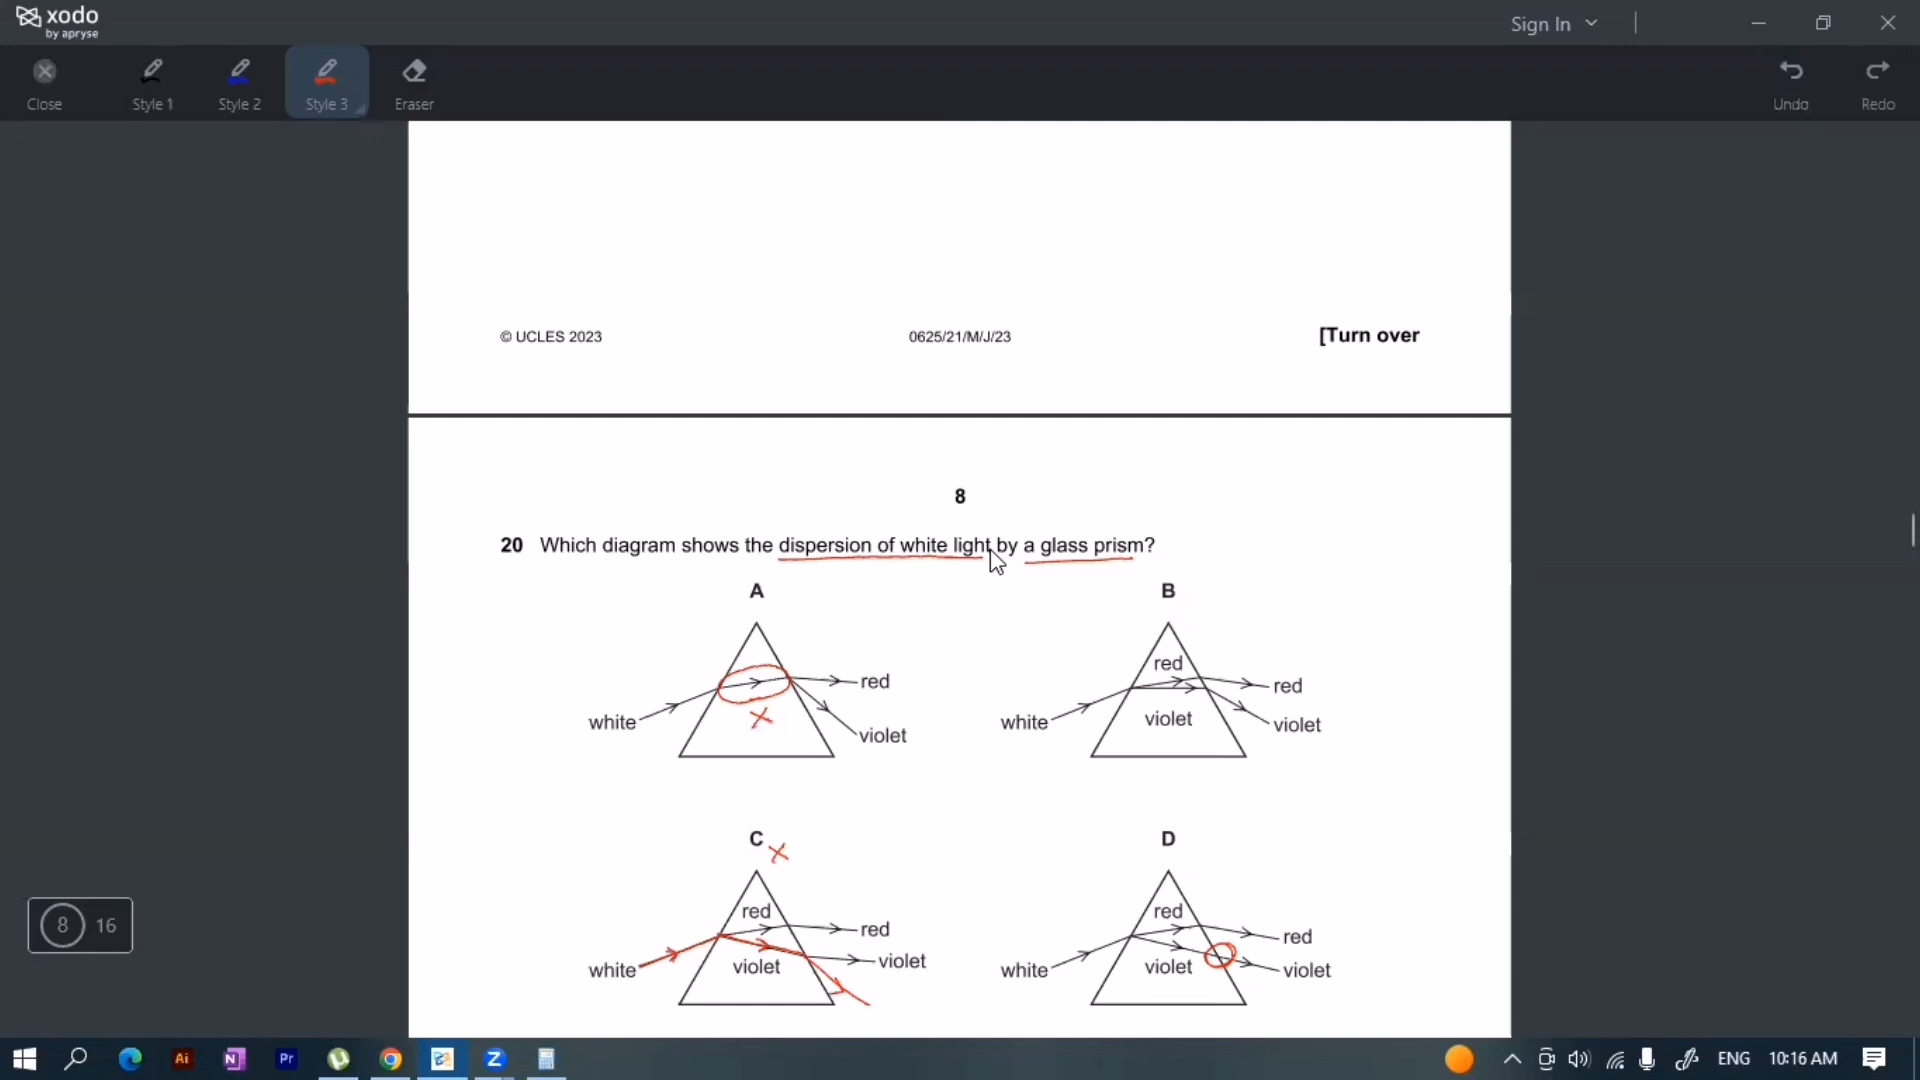 xodo
by apryse
Sign In
Close
Style 1
Style 2
Style 3
Eraser
Undo
Redo
© UCLES 2023
0625/21/M/J/23
[Turn over
8
20 Which diagram shows the dispersion of white light by a glass prism?
A
white
red
violet
B
white
red
violet
red
violet
C
white
red
violet
red
violet
D
white
red
violet
red
violet
8 16
Ai
N
Pr
Z
ENG
10:16 AM